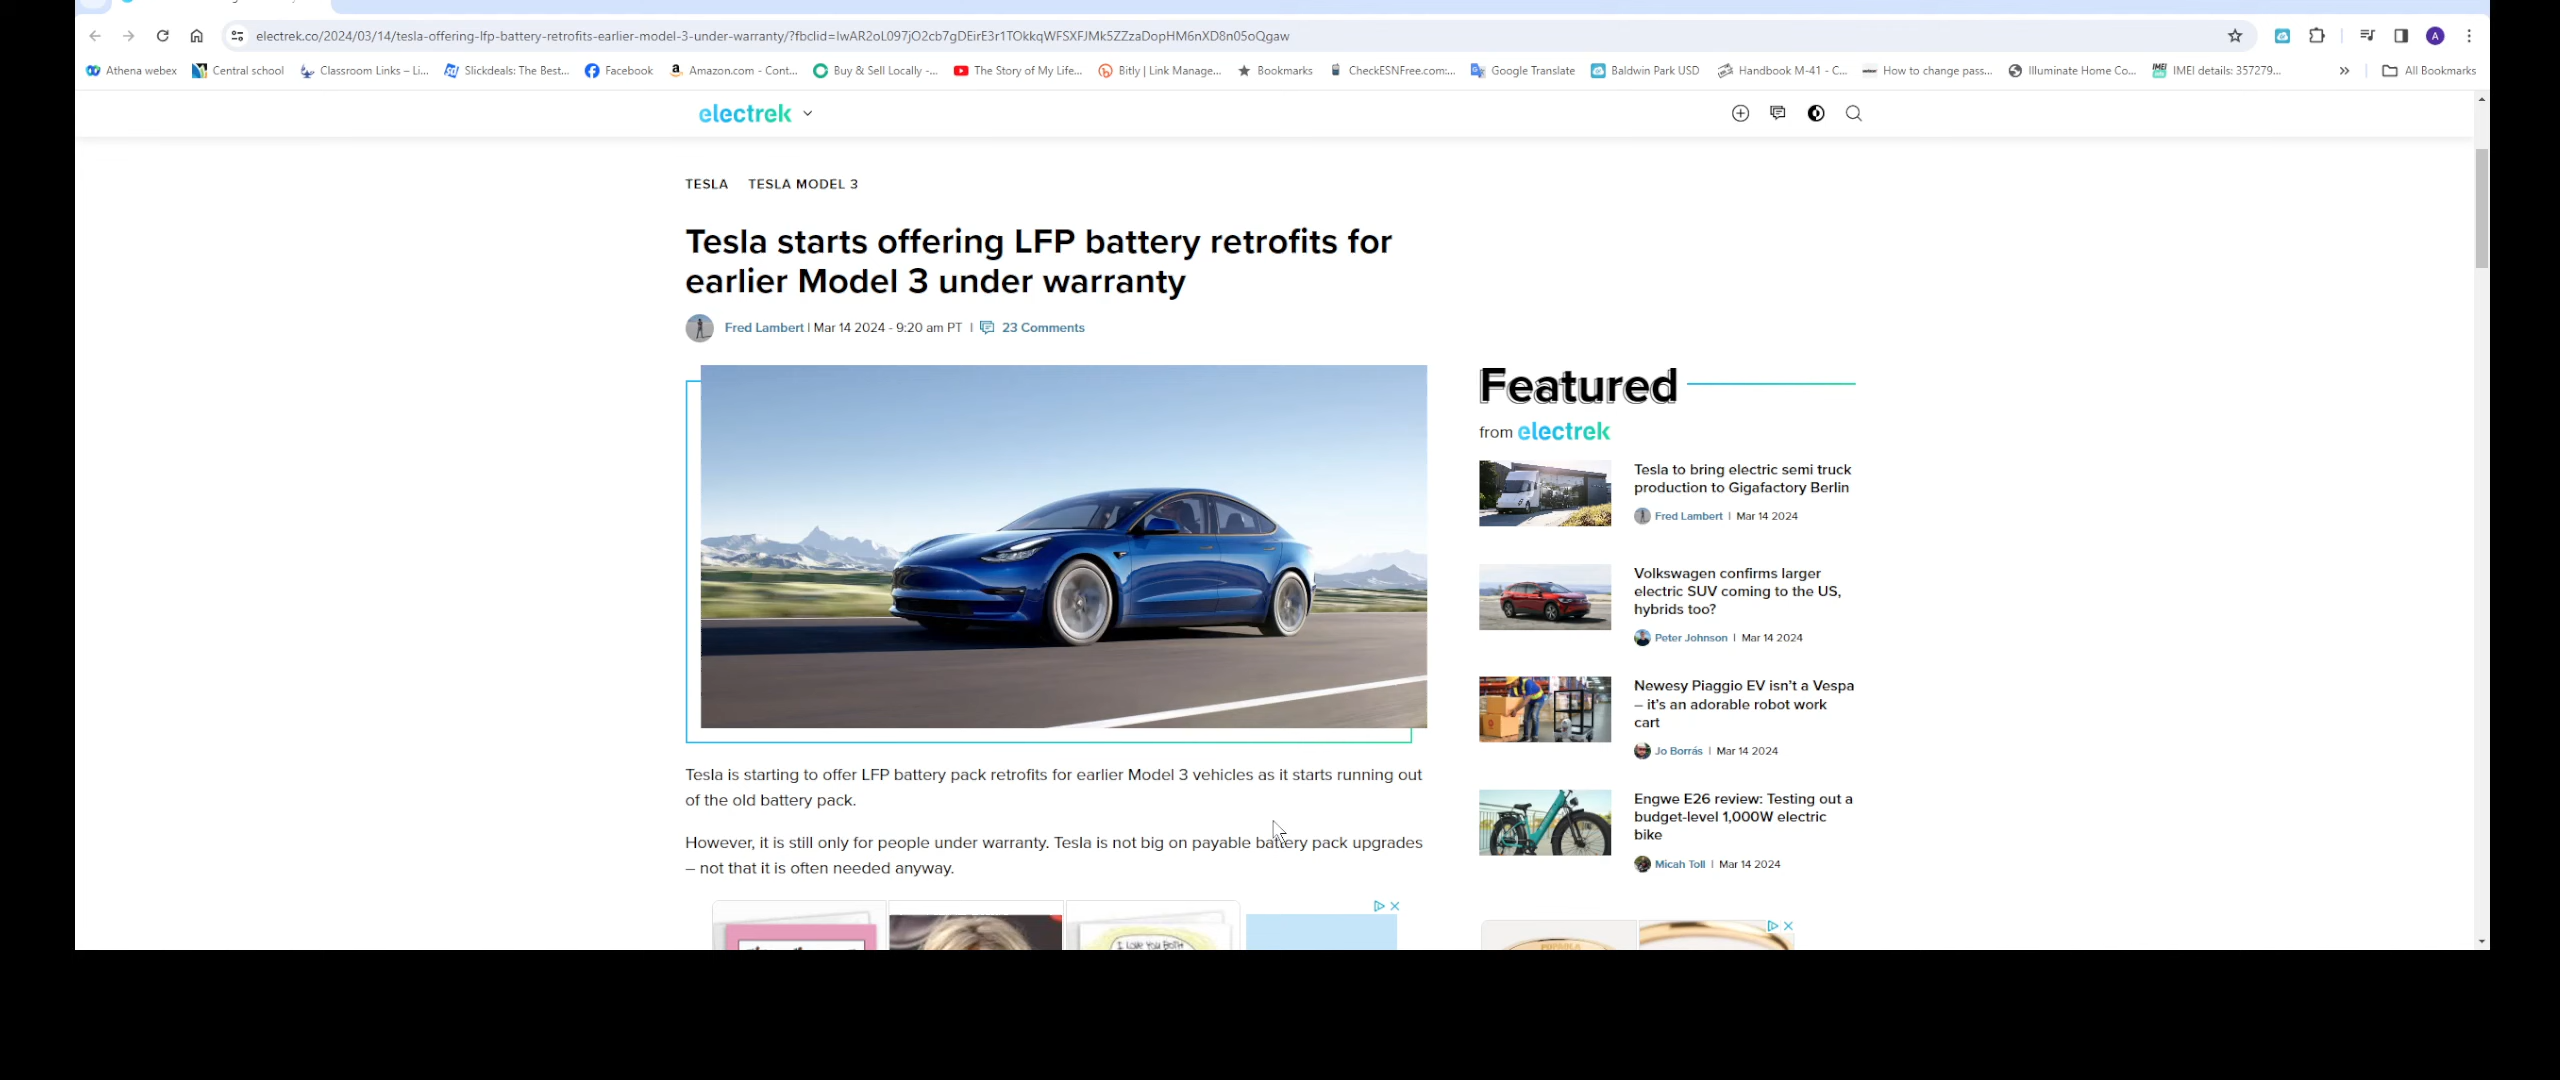 electrek.co/2024/03/14/tesla-offering-lfp-battery-retrofits-earlier-model-3-under-warranty/?fbclid=IwAR2oL097jO2cb7gDEirE3r1TOkkqWFSXFJMk5ZZzaDopHM6nXD8n05oQgaw
A
Athena webex
Central school
Classroom Links – Li...
Slickdeals: The Best...
Facebook
Amazon.com - Cont...
Buy & Sell Locally -...
The Story of My Life...
Bitly | Link Manage...
Bookmarks
CheckESNFree.com:...
Google Translate
Baldwin Park USD
Handbook M-41 - C...
How to change pass...
Illuminate Home Co...
IMEI details: 357279...
All Bookmarks
electrek
TESLA TESLA MODEL 3
Tesla starts offering LFP battery retrofits for
earlier Model 3 under warranty
Fred Lambert | Mar 14 2024 - 9:20 am PT | 23 Comments
Tesla is starting to offer LFP battery pack retrofits for earlier Model 3 vehicles as it starts running out
of the old battery pack.
However, it is still only for people under warranty. Tesla is not big on payable battery pack upgrades
– not that it is often needed anyway.
I Love You Both
Featured
from electrek
Tesla to bring electric semi truck
production to Gigafactory Berlin
Fred Lambert | Mar 14 2024
Volkswagen confirms larger
electric SUV coming to the US,
hybrids too?
Peter Johnson | Mar 14 2024
Newesy Piaggio EV isn't a Vespa
– it's an adorable robot work
cart
Jo Borrás | Mar 14 2024
Engwe E26 review: Testing out a
budget-level 1,000W electric
bike
Micah Toll | Mar 14 2024